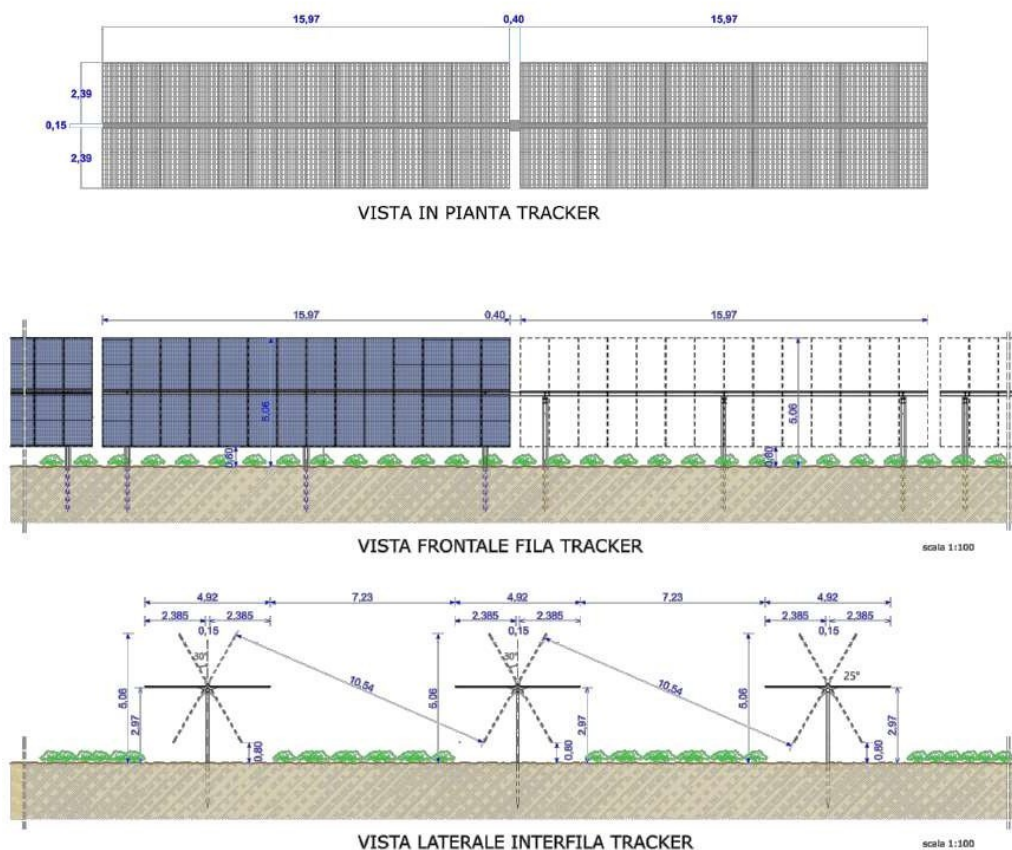 15,97 0,40 15,97
2,39
0,15
2,39
VISTA IN PIANTA TRACKER
15,97 0,40 15,97
5,06 5,06
0,80 0,80
VISTA FRONTALE FILA TRACKER
scala 1:100
4,92 7,23 4,92 7,23 4,92
2.385 2.385 2.385 2.385 2.385 2.385
0,15 0,15 0,15
30° 30°
25°
10,54 10,54
5,06 2,97 5,06 2,97 5,06 2,97
0,80 0,80 0,80
VISTA LATERALE INTERFILA TRACKER
scala 1:100